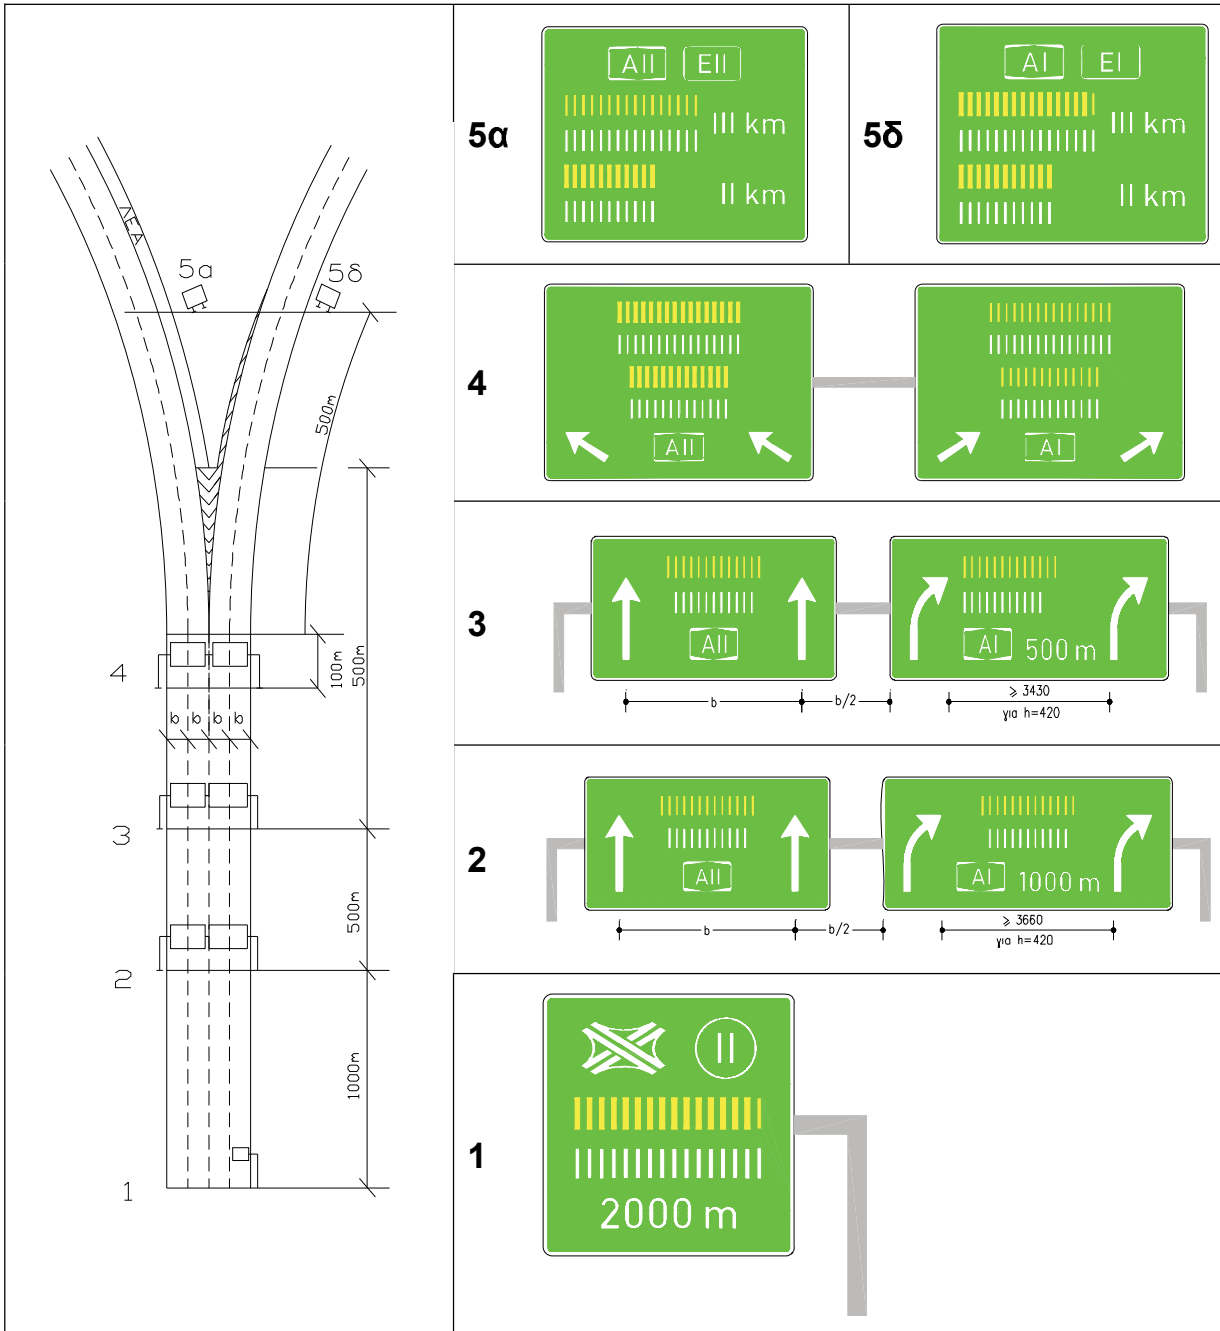 ΛΕΑ
5α
5δ
500m
100m
500m
4
b b b b
3
500m
2
1000m
1
5α
AII EII
III km
II km
5δ
AI EI
III km
II km
4
AII
AI
3
AII
AI 500 m
b
b/2
≥ 3430
για h=420
2
AII
AI 1000 m
b
b/2
≥ 3660
για h=420
1
II
2000 m